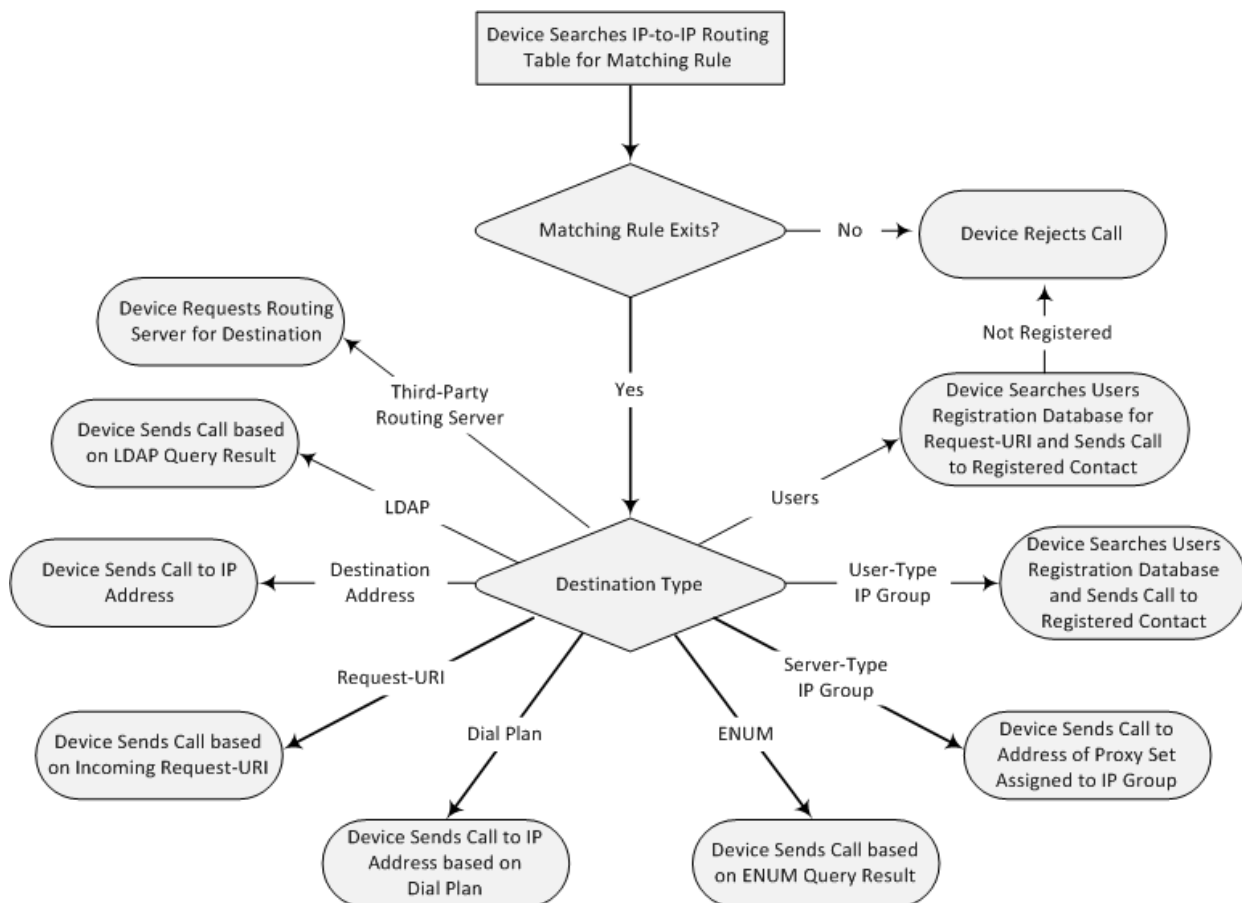 Device Searches IP-to-IP Routing
Table for Matching Rule
Matching Rule Exits?
No
Device Rejects Call
Device Requests Routing
Server for Destination
Not Registered
Third-Party
Routing Server
Yes
Device Searches Users
Registration Database for
Request-URI and Sends Call
to Registered Contact
Device Sends Call based
on LDAP Query Result
LDAP
Users
Device Sends Call to IP
Address
Destination
Address
Destination Type
User-Type
IP Group
Device Searches Users
Registration Database
and Sends Call to
Registered Contact
Request-URI
Server-Type
IP Group
Device Sends Call based
on Incoming Request-URI
Dial Plan
ENUM
Device Sends Call to
Address of Proxy Set
Assigned to IP Group
Device Sends Call to IP
Address based on
Dial Plan
Device Sends Call based
on ENUM Query Result